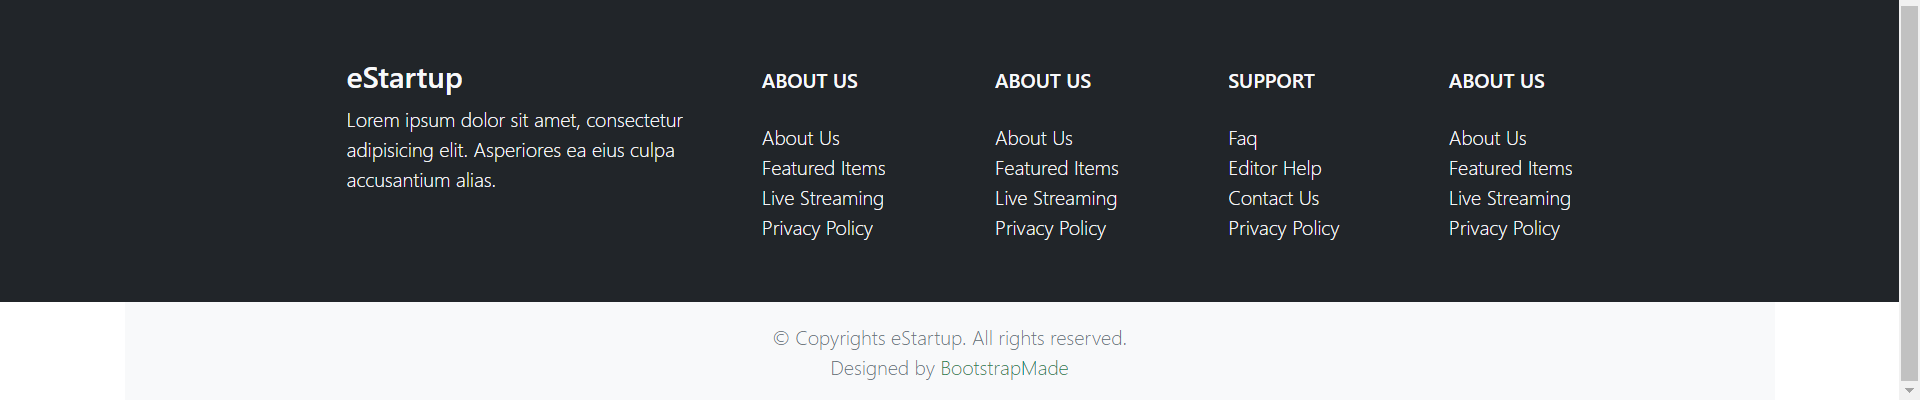 eStartup
Lorem ipsum dolor sit amet, consectetur
adipisicing elit. Asperiores ea eius culpa
accusantium alias.
ABOUT US
About Us
Featured Items
Live Streaming
Privacy Policy
ABOUT US
About Us
Featured Items
Live Streaming
Privacy Policy
SUPPORT
Faq
Editor Help
Contact Us
Privacy Policy
ABOUT US
About Us
Featured Items
Live Streaming
Privacy Policy
© Copyrights eStartup. All rights reserved.
Designed by BootstrapMade